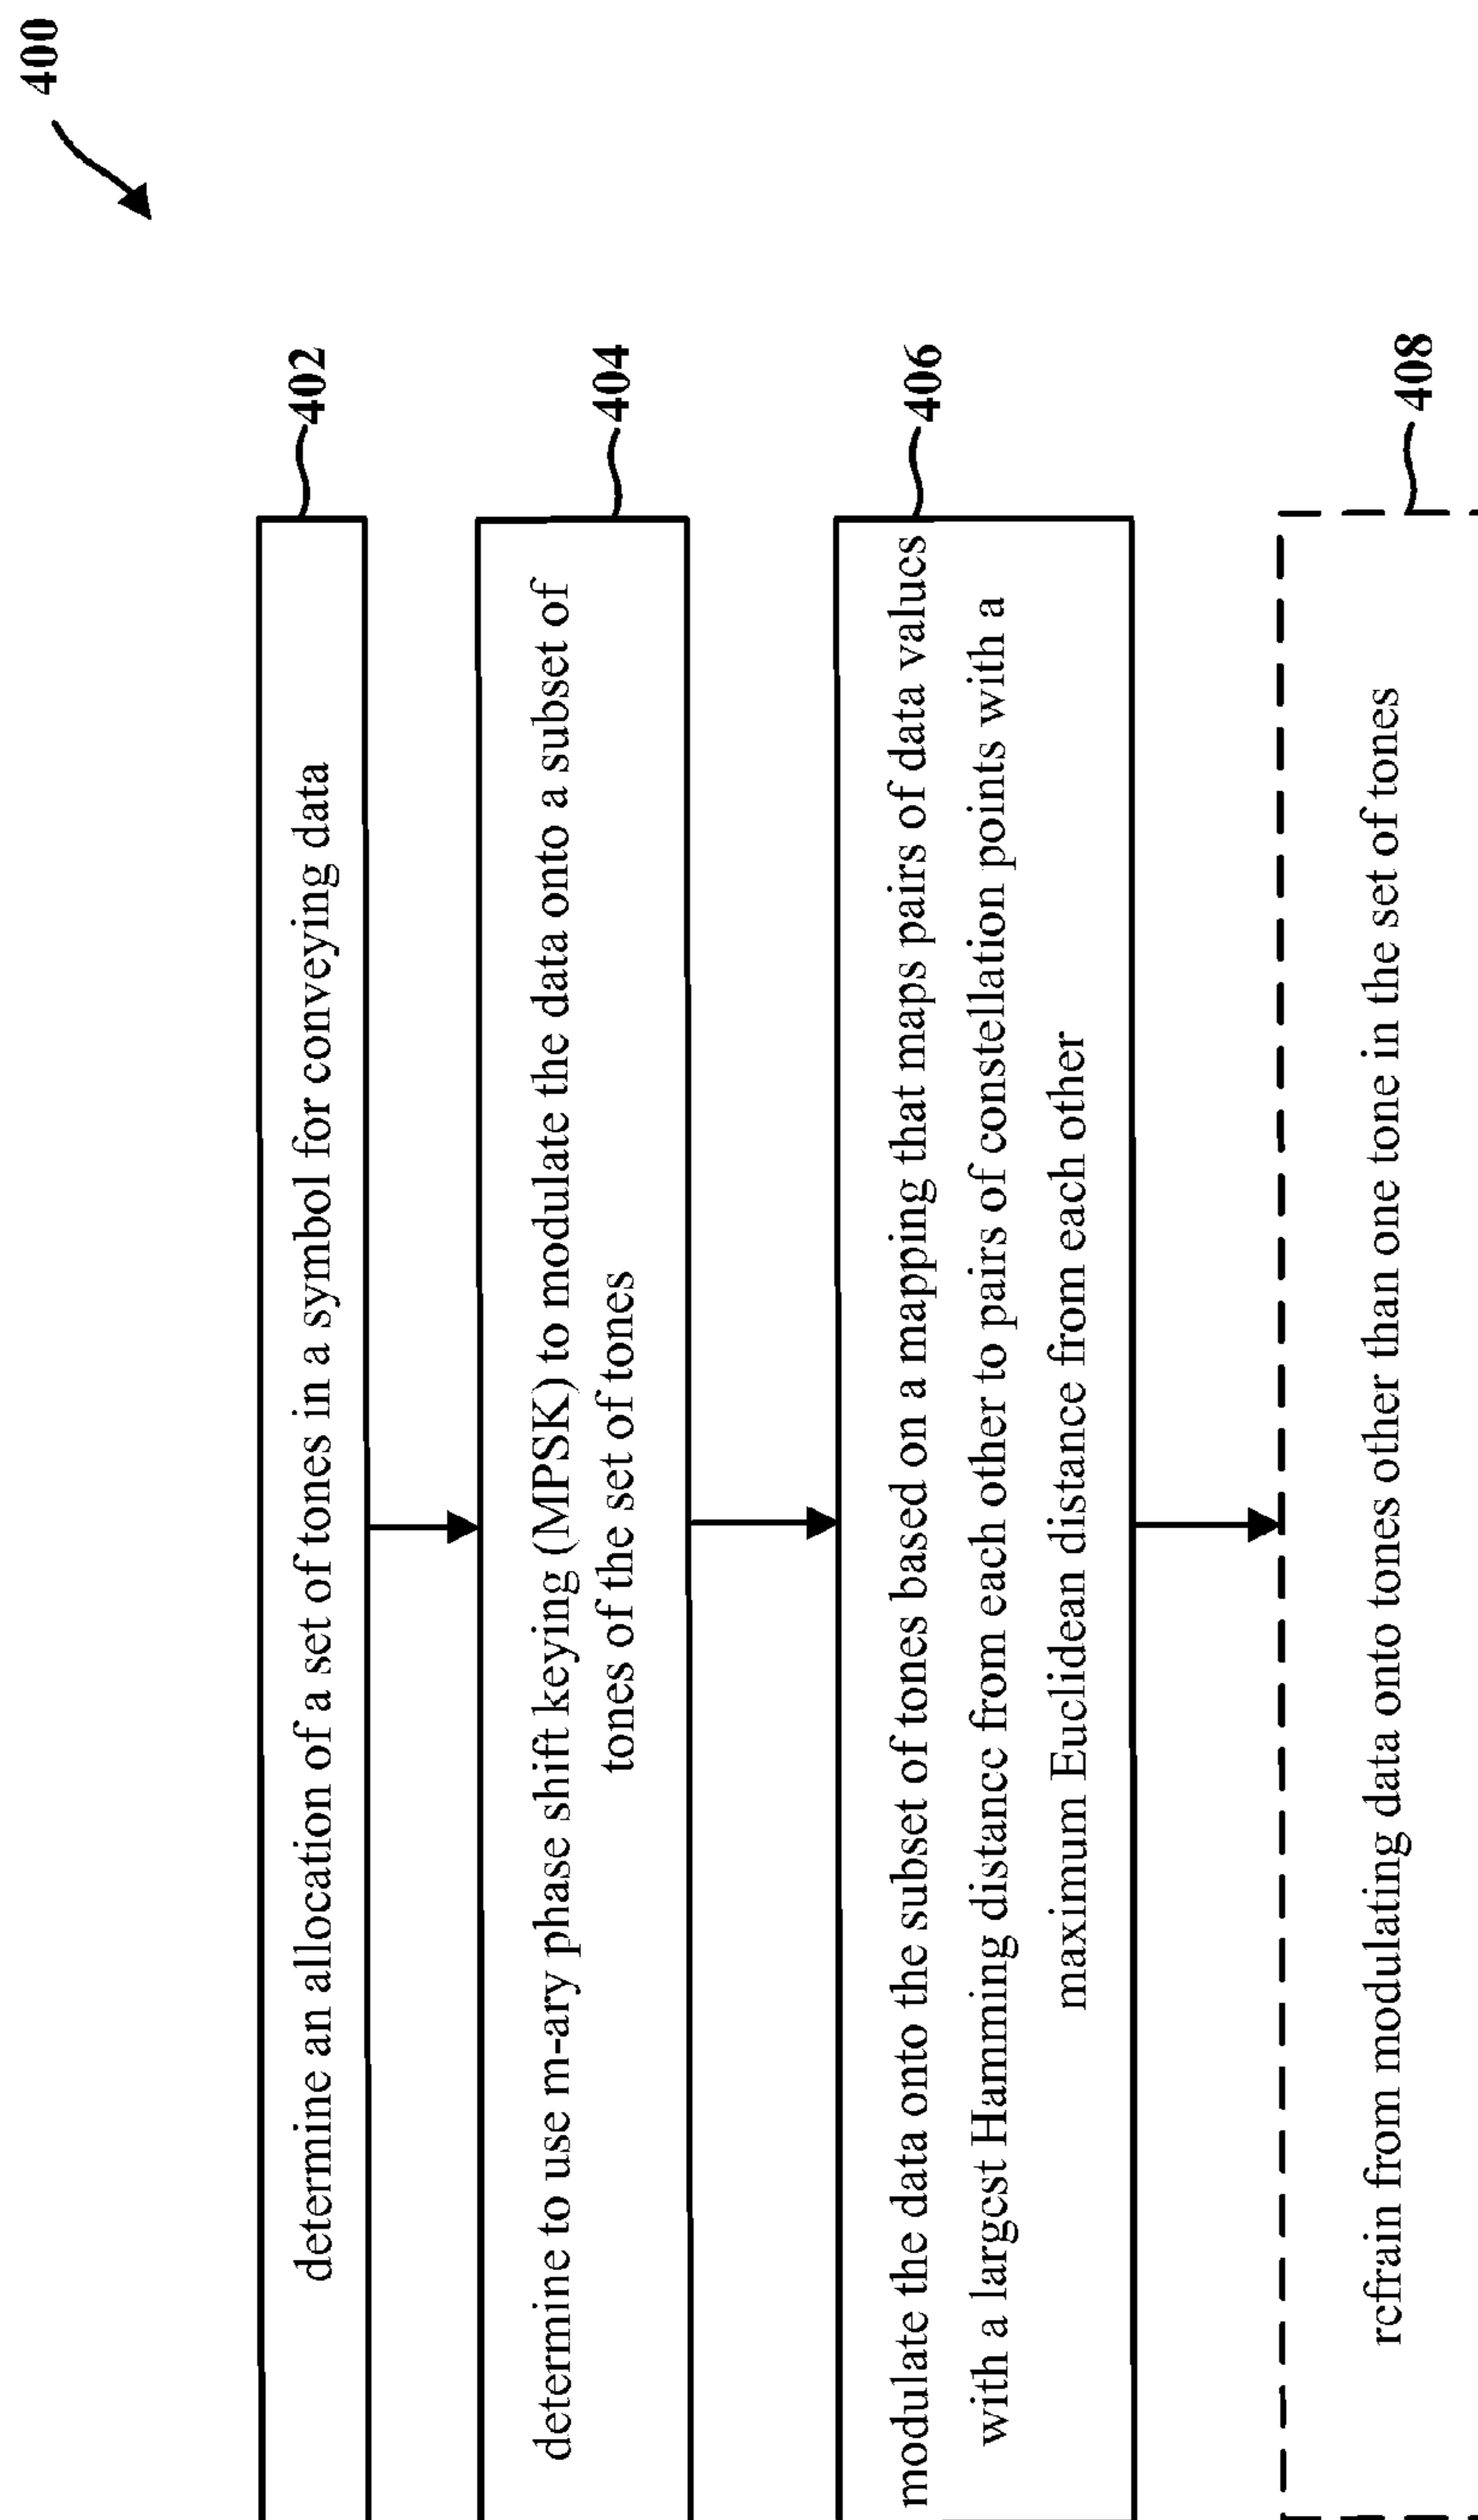 400
402
determine an allocation of a set of tones in a symbol for conveying data
404
determine to use m-ary phase shift keying (MPSK) to modulate the data onto a subset of
tones of the set of tones
406
modulate the data onto the subset of tones based on a mapping that maps pairs of data values
with a largest Hamming distance from each other to pairs of constellation points with a
maximum Euclidean distance from each other
408
refrain from modulating data onto tones other than one tone in the set of tones